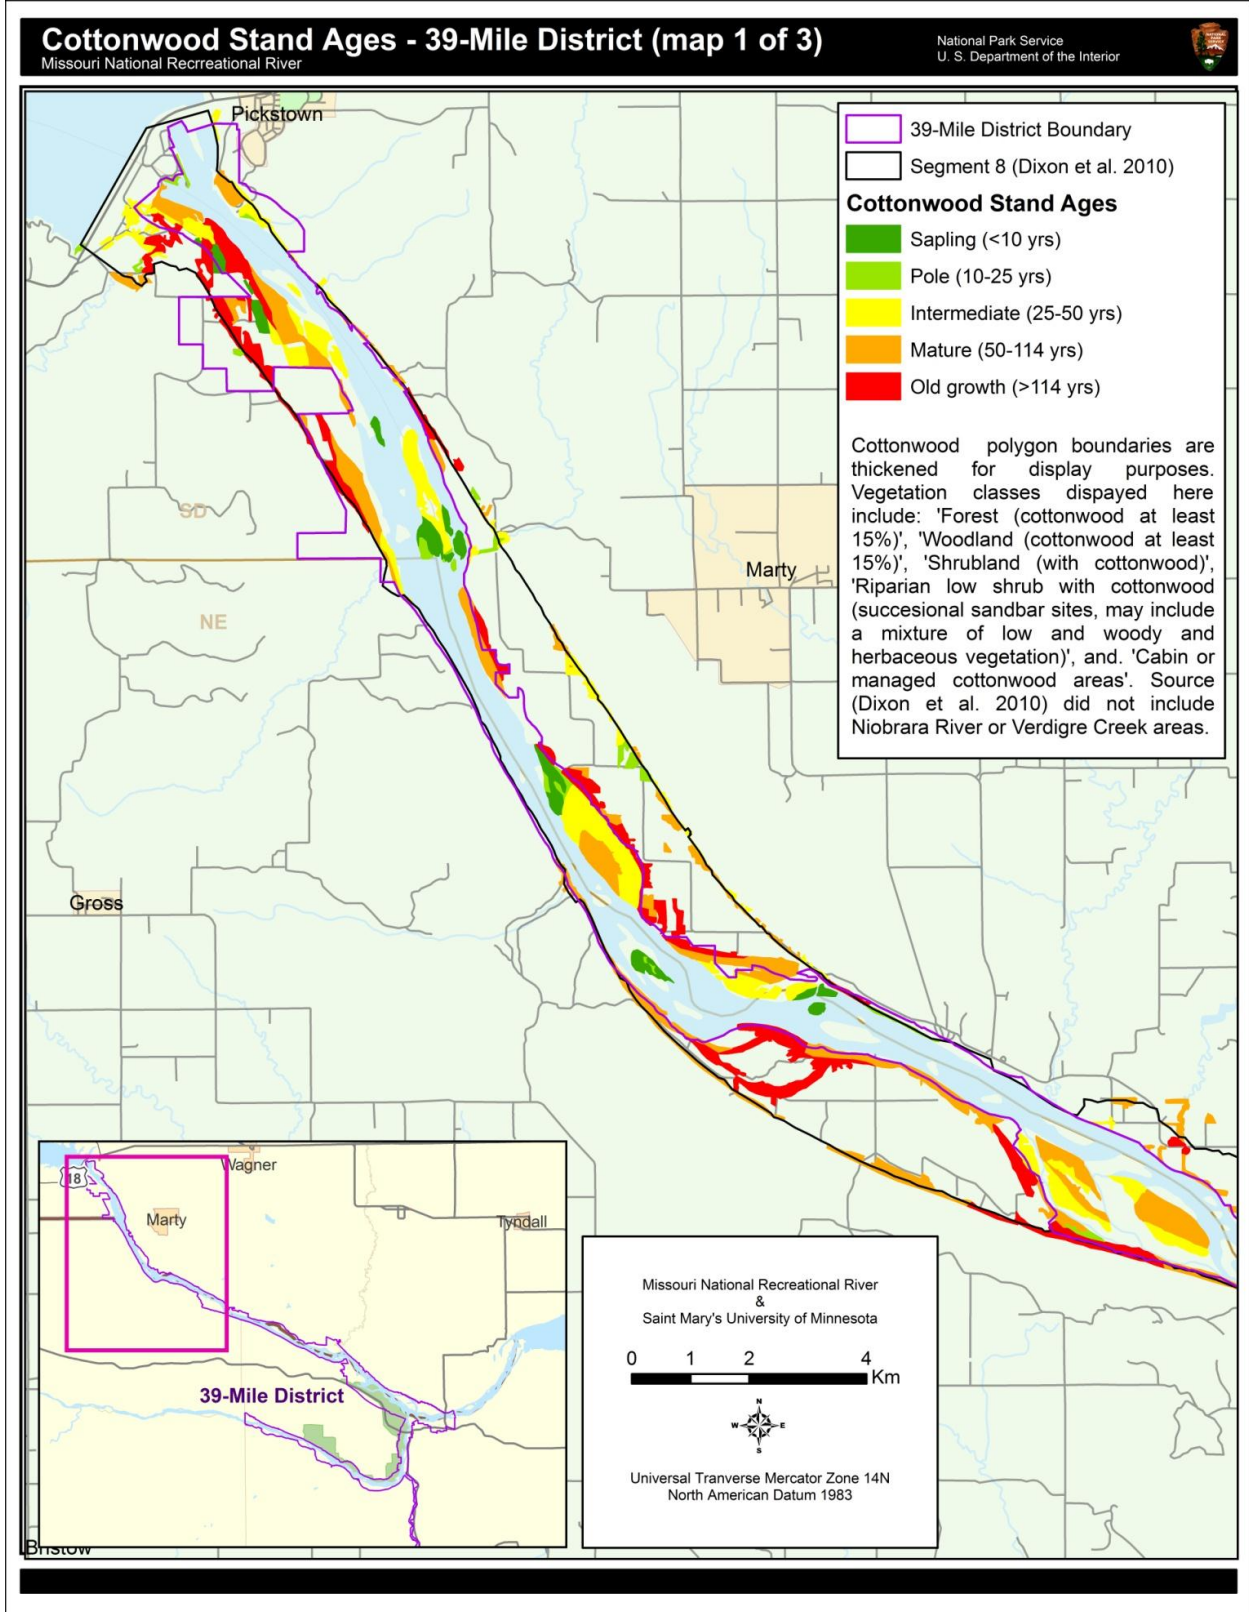 Cottonwood Stand Ages - 39-Mile District (map 1 of 3)
Missouri National Recrreational River
National Park Service
U. S. Department of the Interior
Pickstown
39-Mile District Boundary
Segment 8 (Dixon et al. 2010)
Cottonwood Stand Ages
Sapling (<10 yrs)
Pole (10-25 yrs)
Intermediate (25-50 yrs)
Mature (50-114 yrs)
Old growth (>114 yrs)
Cottonwood polygon boundaries are
thickened for display purposes.
Vegetation classes dispayed here
include: 'Forest (cottonwood at least
15%)', 'Woodland (cottonwood at least
15%)', 'Shrubland (with cottonwood)',
'Riparian low shrub with cottonwood
(succesional sandbar sites, may include
a mixture of low and woody and
herbaceous vegetation)', and. 'Cabin or
managed cottonwood areas'. Source
(Dixon et al. 2010) did not include
Niobrara River or Verdigre Creek areas.
SD
Marty
NE
Gross
Wagner
18
Marty
Tyndall
39-Mile District
Bristow
Missouri National Recreational River
&
Saint Mary's University of Minnesota
0 1 2 4
Km
N
W E
S
Universal Tranverse Mercator Zone 14N
North American Datum 1983